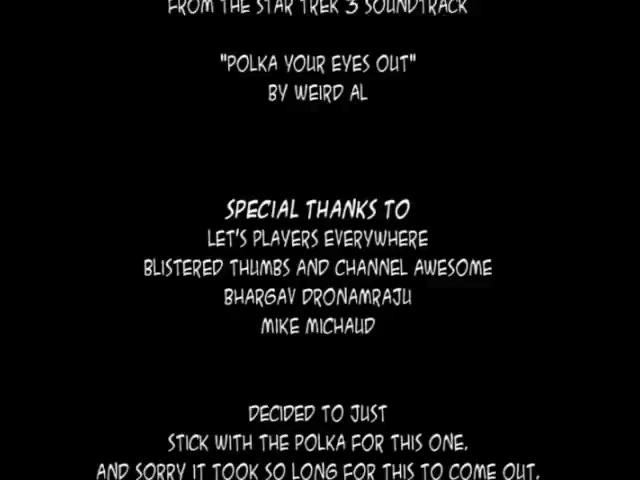 FROM THE STAR TREK 3 SOUNDTRACK
"POLKA YOUR EYES OUT"
BY WEIRD AL
SPECIAL THANKS TO
LET'S PLAYERS EVERYWHERE
BLISTERED THUMBS AND CHANNEL AWESOME
BHARGAV DRONAMRAJU
MIKE MICHAUD
DECIDED TO JUST
STICK WITH THE POLKA FOR THIS ONE.
AND SORRY IT TOOK SO LONG FOR THIS TO COME OUT.